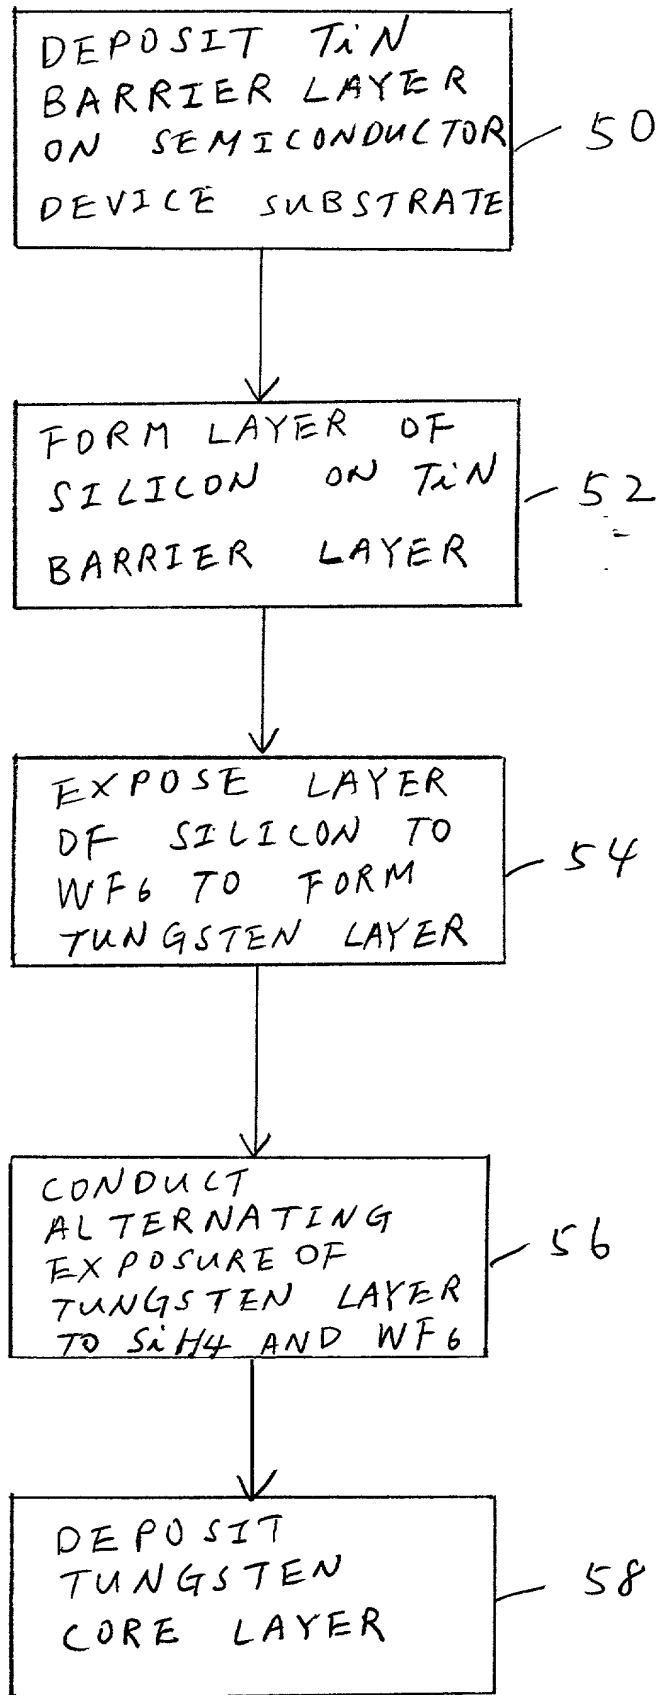 DEPOSIT TiN
BARRIER LAYER
ON SEMICONDUCTOR
DEVICE SUBSTRATE
50
FORM LAYER OF
SILICON ON TiN
BARRIER LAYER
52
EXPOSE LAYER
OF SILICON TO
WF6 TO FORM
TUNGSTEN LAYER
54
CONDUCT
ALTERNATING
EXPOSURE OF
TUNGSTEN LAYER
TO SiH4 AND WF6
56
DEPOSIT
TUNGSTEN
CORE LAYER
58